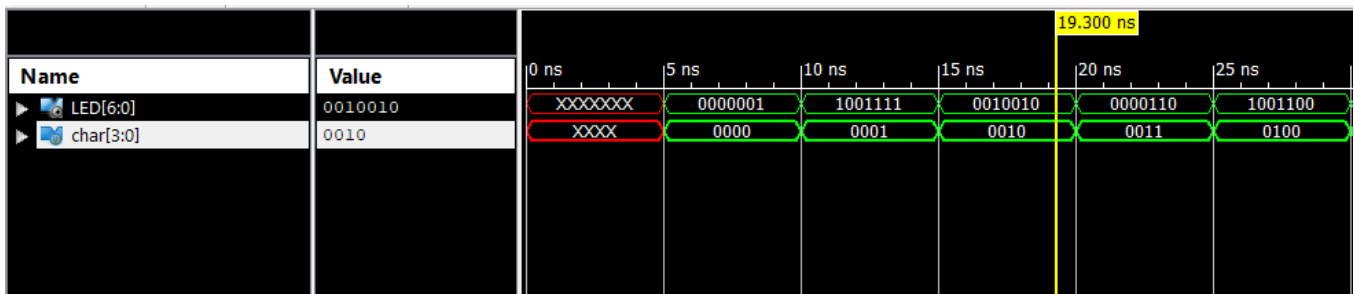 19.300 ns
Name Value 0 ns 5 ns 10 ns 15 ns 20 ns 25 ns
LED[6:0] 0010010 XXXXXXX 0000001 1001111 0010010 0000110 1001100
char[3:0] 0010 XXXX 0000 0001 0010 0011 0100